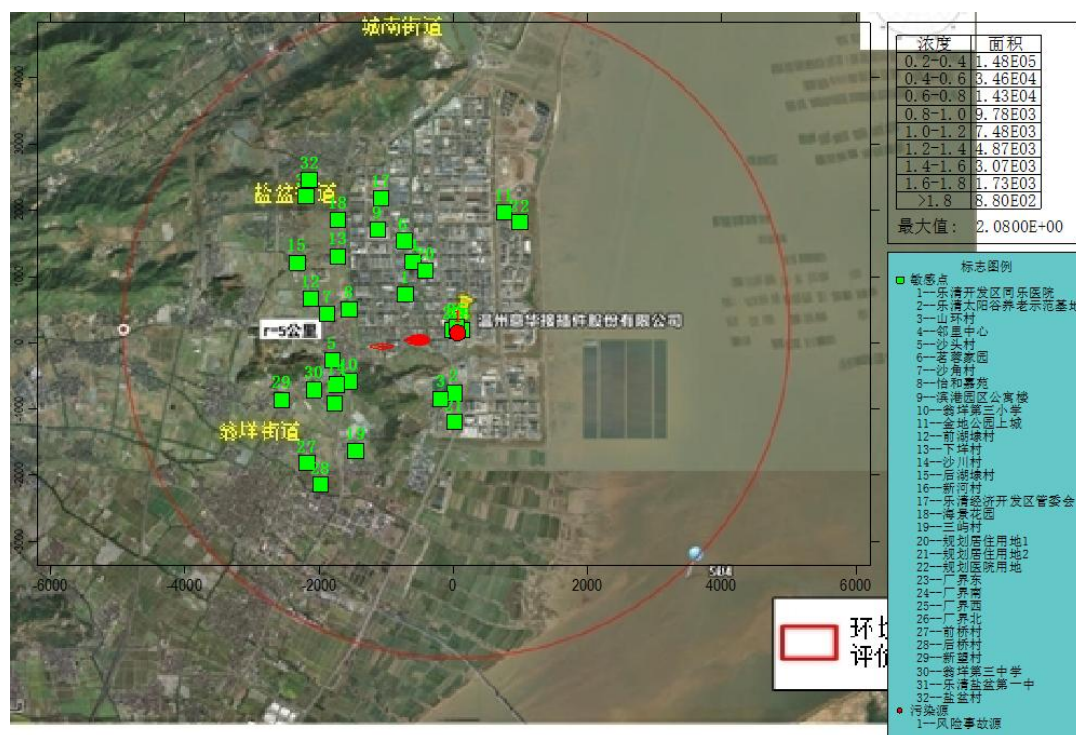 城南街道
浓度 面积
0.2-0.4 1.48E05
0.4-0.6 3.46E04
0.6-0.8 1.43E04
0.8-1.0 9.78E03
1.0-1.2 7.48E03
1.2-1.4 4.87E03
1.4-1.6 3.07E03
1.6-1.8 1.73E03
>1.8 8.80E02
最大值: 2.0800E+00
32
盐盆街道
17
18
9
11
22
6
13
15
20
12
7
8
r=5公里
温州意华接插件股份有限公司
5
10
30
29
3
2
21
翁垟街道
19
27
28
-6000 -4000 -2000 0 2000 4000 6000
标志图例
敏感点
1--乐清开发区同乐医院
2--乐清太阳谷养老示范基地
3--山环村
4--邻里中心
5--沙头村
6--茗蓉家园
7--沙角村
8--怡和嘉苑
9--滨港园区公寓楼
10--翁垟第三小学
11--金地公园上城
12--前湖埭村
13--下垟村
14--沙川村
15--后湖埭村
16--新河村
17--乐清经济开发区管委会
18--海景花园
19--三屿村
20--规划居住用地1
21--规划居住用地2
22--规划医院用地
23--厂界东
24--厂界南
25--厂界西
26--厂界北
27--前桥村
28--后桥村
29--新塱村
30--翁垟第三中学
31--乐清盐盆第一中
32--盐盆村
污染源
1--风险事故源